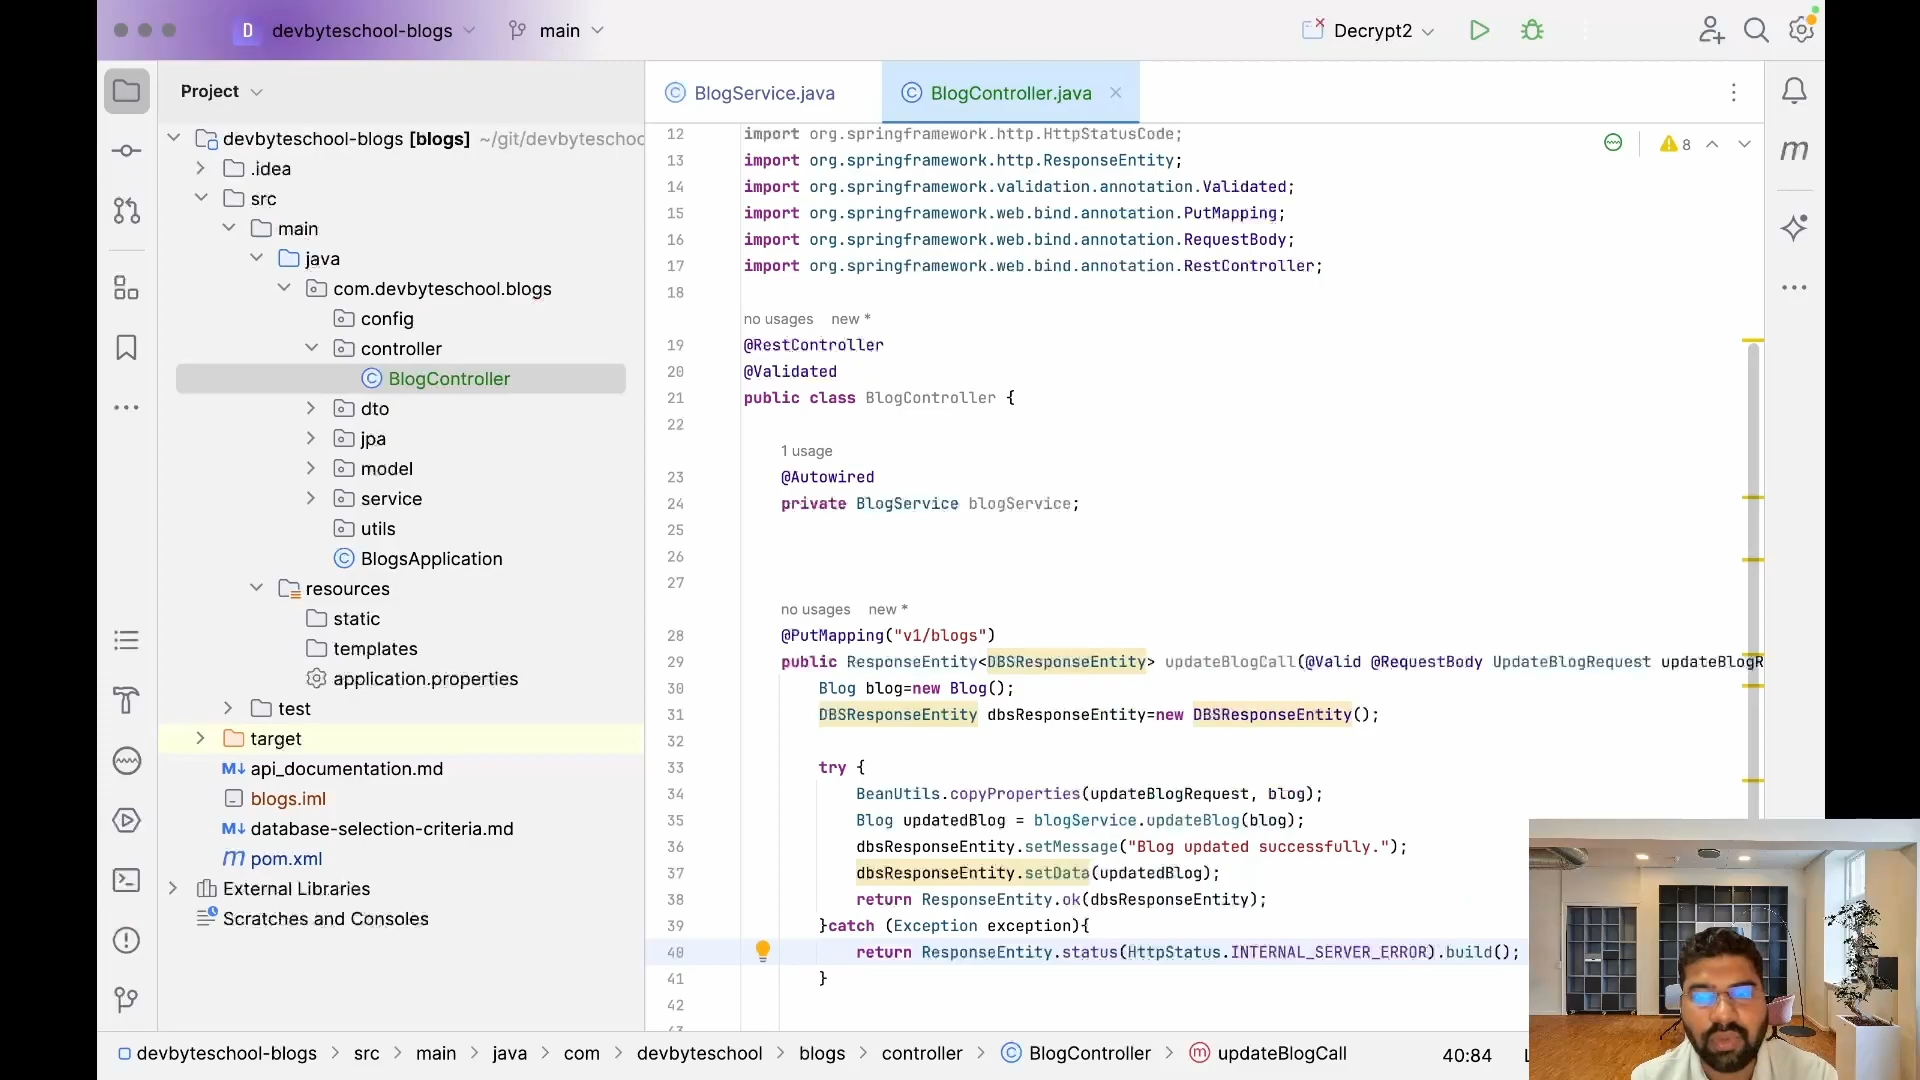 D devbyteschool-blogs main Decrypt2
Project
devbyteschool-blogs [blogs] ~/git/devbyteschoo
.idea
src
main
java
com.devbyteschool.blogs
config
controller
BlogController
dto
jpa
model
service
utils
BlogsApplication
resources
static
templates
application.properties
test
target
M↓ api_documentation.md
blogs.iml
M↓ database-selection-criteria.md
m pom.xml
External Libraries
Scratches and Consoles
BlogService.java BlogController.java
8
12 import org.springframework.http.HttpStatusCode;
13 import org.springframework.http.ResponseEntity;
14 import org.springframework.validation.annotation.Validated;
15 import org.springframework.web.bind.annotation.PutMapping;
16 import org.springframework.web.bind.annotation.RequestBody;
17 import org.springframework.web.bind.annotation.RestController;
18
no usages new *
19 @RestController
20 @Validated
21 public class BlogController {
22
1 usage
23 @Autowired
24 private BlogService blogService;
25
26
27
no usages new *
28 @PutMapping("v1/blogs")
29 public ResponseEntity<DBSResponseEntity> updateBlogCall(@Valid @RequestBody UpdateBlogRequest updateBlogR
30 Blog blog=new Blog();
31 DBSResponseEntity dbsResponseEntity=new DBSResponseEntity();
32
33 try {
34 BeanUtils.copyProperties(updateBlogRequest, blog);
35 Blog updatedBlog = blogService.updateBlog(blog);
36 dbsResponseEntity.setMessage("Blog updated successfully.");
37 dbsResponseEntity.setData(updatedBlog);
38 return ResponseEntity.ok(dbsResponseEntity);
39 }catch (Exception exception){
40 return ResponseEntity.status(HttpStatus.INTERNAL_SERVER_ERROR).build();
41 }
42
m
devbyteschool-blogs > src > main > java > com > devbyteschool > blogs > controller > BlogController > updateBlogCall 40:84